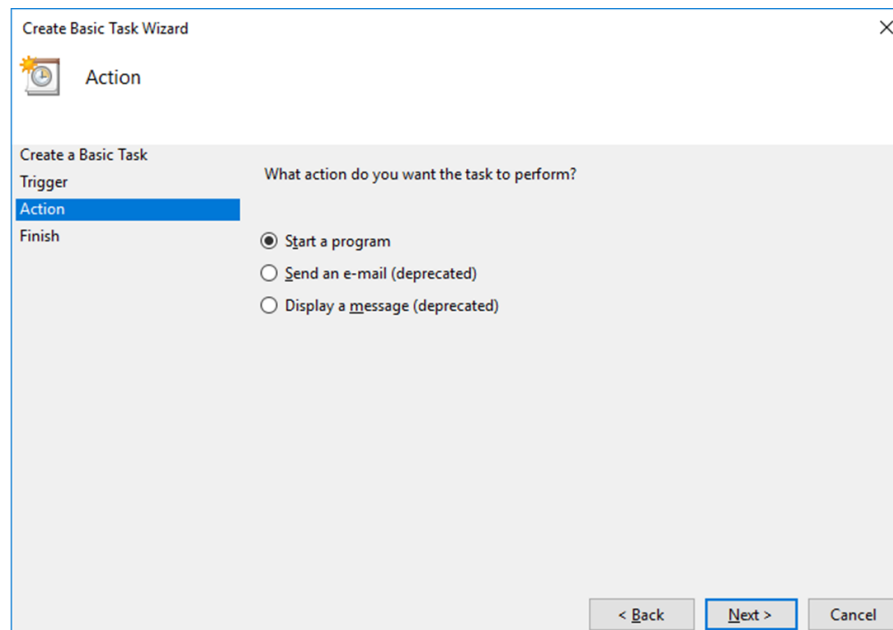 Create Basic Task Wizard
Action
Create a Basic Task
Trigger
Action
Finish
What action do you want the task to perform?
Start a program
Send an e-mail (deprecated)
Display a message (deprecated)
< Back
Next >
Cancel